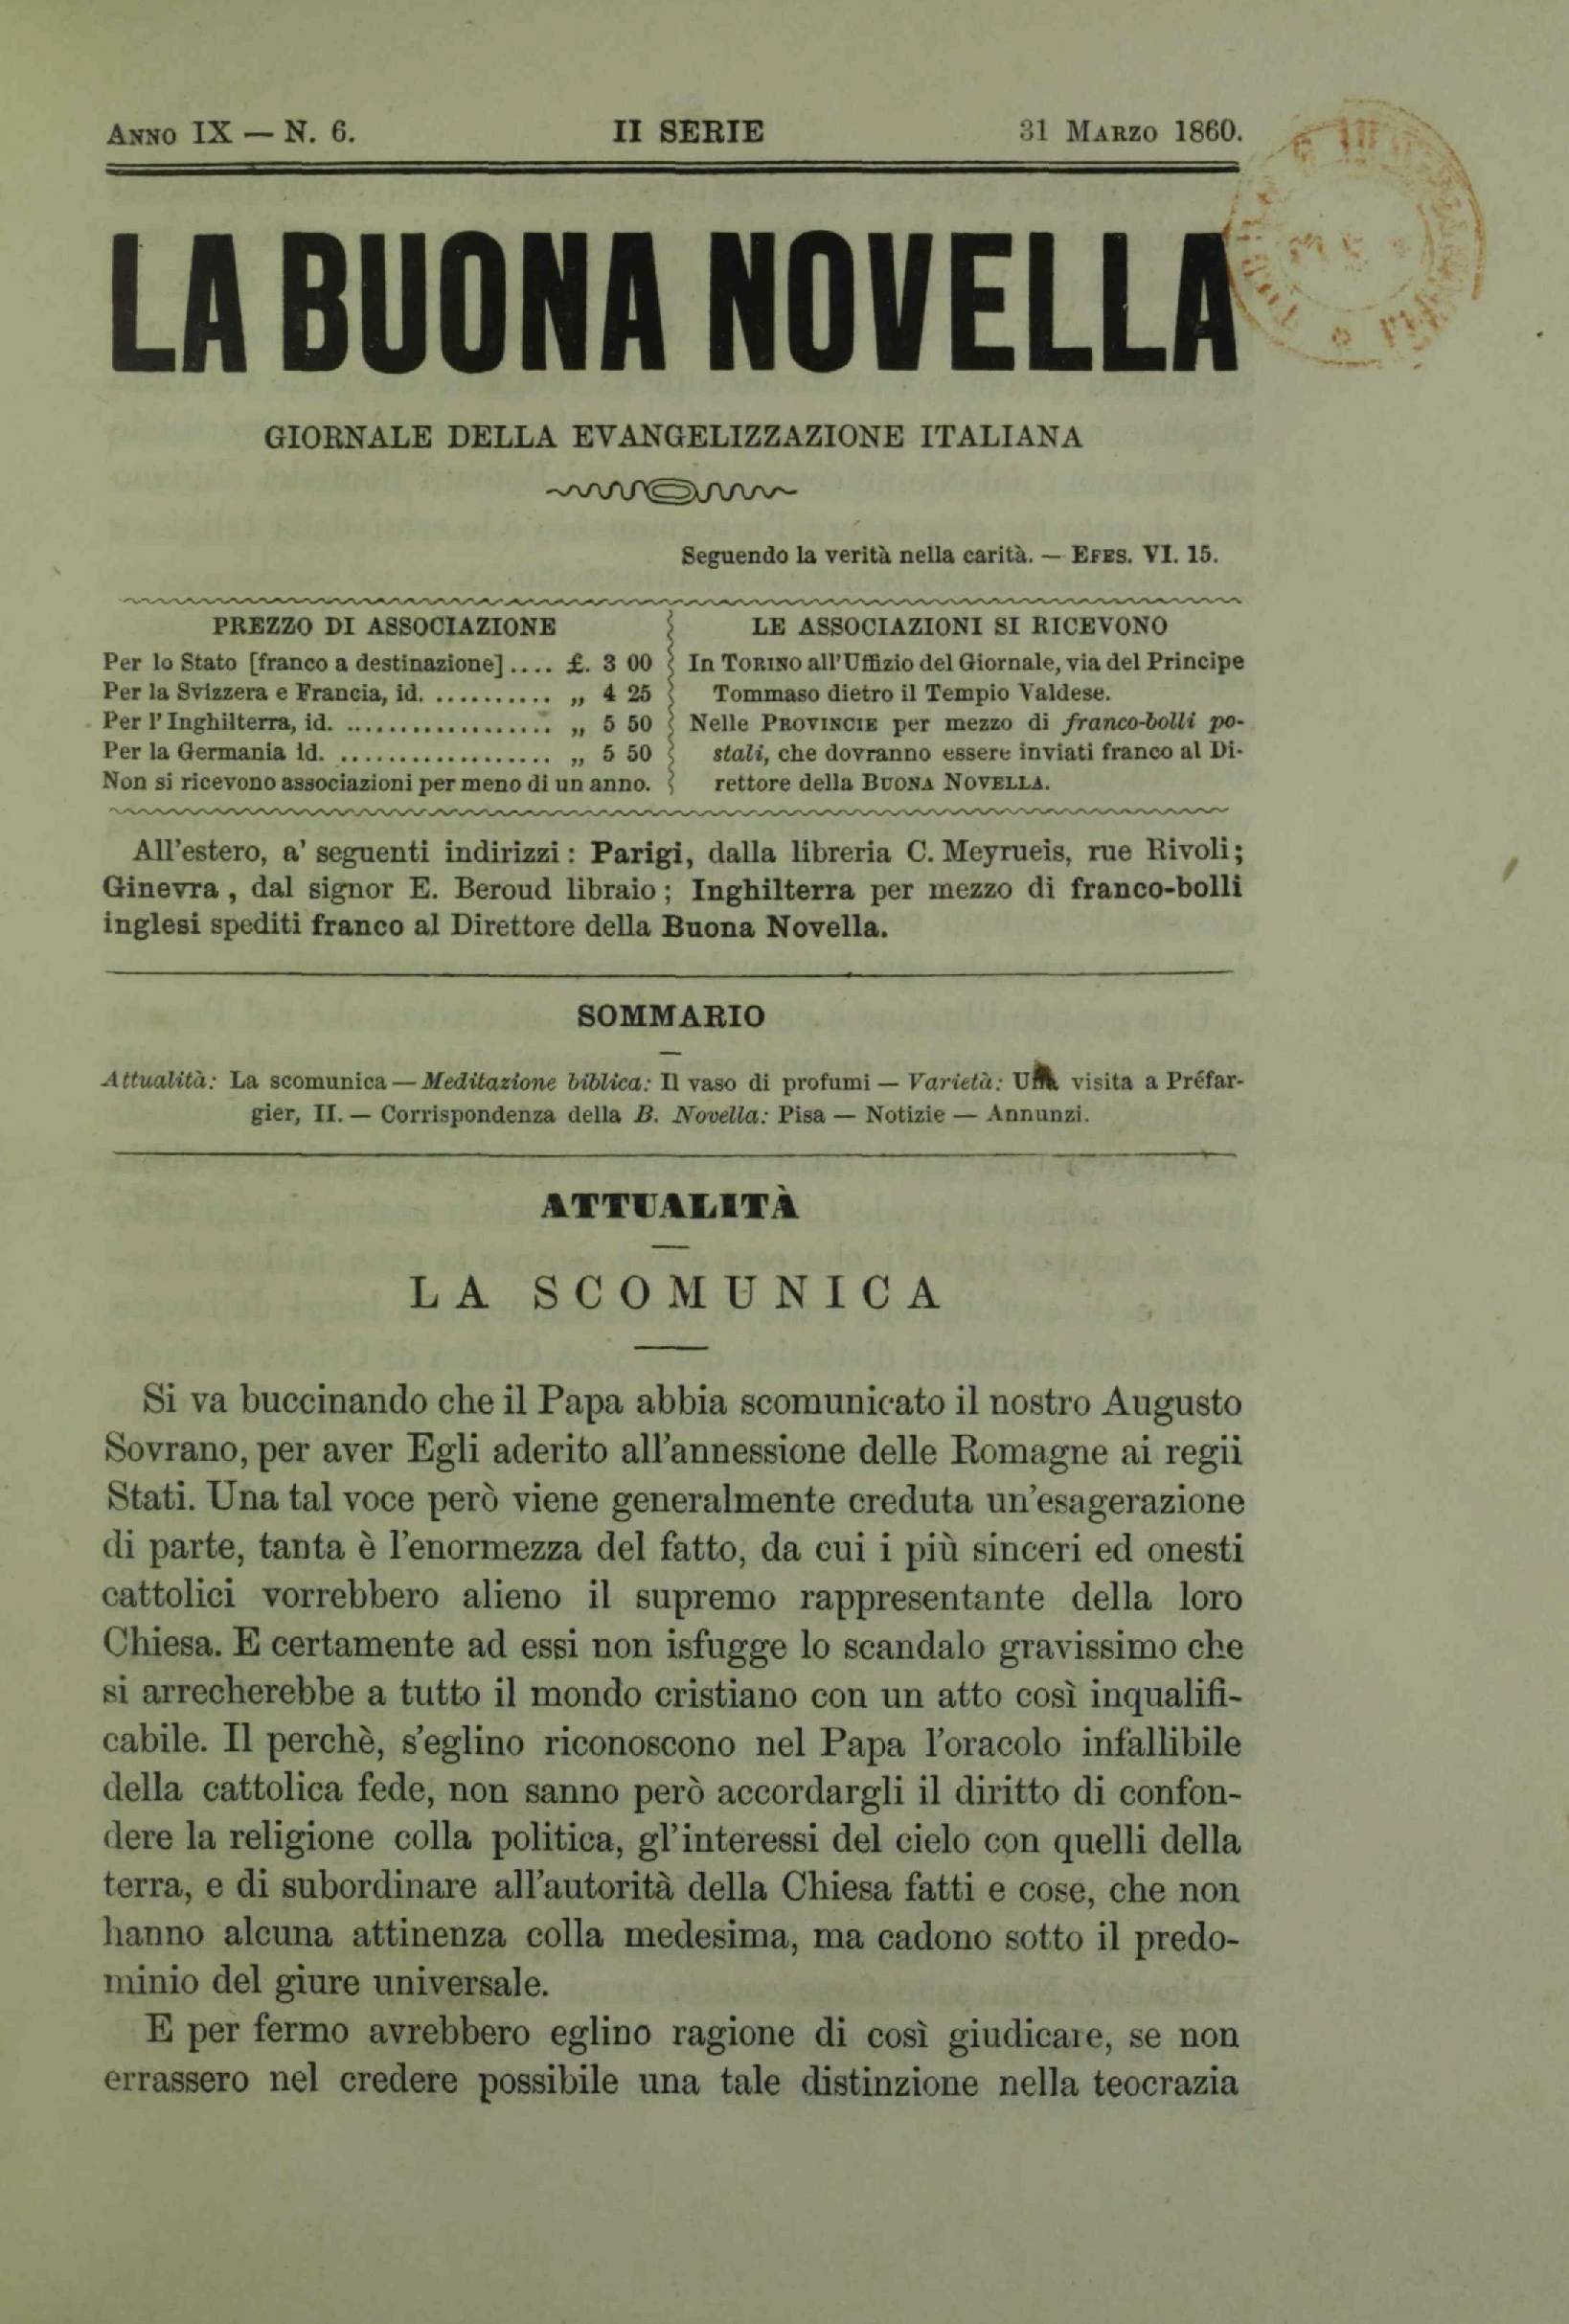 ANNO IX — N. 6. II SERIE 31 MARZO 1860.
LA BUONA NOVELLA
GIORNALE DELLA EVANGELIZZAZIONE ITALIANA
Seguendo la verità nella carità. — EFES. VI. 15.
PREZZO DI ASSOCIAZIONE
Per lo Stato [franco a destinazione].... £. 3 00
Per la Svizzera e Francia, id. ........... „ 4 25
Per l'Inghilterra, id. .................. „ 5 50
Per la Germania id. .................. „ 5 50
Non si ricevono associazioni per meno di un anno.
LE ASSOCIAZIONI SI RICEVONO
In TORINO all'Uffizio del Giornale, via del Principe
Tommaso dietro il Tempio Valdese.
Nelle PROVINCIE per mezzo di franco-bolli po-
stali, che dovranno essere inviati franco al Di-
rettore della BUONA NOVELLA.
All'estero, a' seguenti indirizzi : Parigi, dalla libreria C. Meyrueis, rue Rivoli;
Ginevra , dal signor E. Beroud libraio ; Inghilterra per mezzo di franco-bolli
inglesi spediti franco al Direttore della Buona Novella.
SOMMARIO
Attualità: La scomunica — Meditazione biblica: Il vaso di profumi — Varietà: visita a Préfar-
gier, II. — Corrispondenza della B. Novella: Pisa — Notizie — Annunzi.
ATTUALITÀ
LA SCOMUNICA
Si va buccinando che il Papa abbia scomunicato il nostro Augusto
Sovrano, per aver Egli aderito all'annessione delle Romagne ai regii
Stati. Una tal voce però viene generalmente creduta un'esagerazione
di parte, tanta è l'enormezza del fatto, da cui i più sinceri ed onesti
cattolici vorrebbero alieno il supremo rappresentante della loro
Chiesa. E certamente ad essi non isfugge lo scandalo gravissimo che
si arrecherebbe a tutto il mondo cristiano con un atto così inqualifi-
cabile. Il perchè, s'eglino riconoscono nel Papa l'oracolo infallibile
della cattolica fede, non sanno però accordargli il diritto di confon-
dere la religione colla politica, gl'interessi del cielo con quelli della
terra, e di subordinare all'autorità della Chiesa fatti e cose, che non
hanno alcuna attinenza colla medesima, ma cadono sotto il predo-
minio del giure universale.
E per fermo avrebbero eglino ragione di così giudicare, se non
errassero nel credere possibile una tale distinzione nella teocrazia